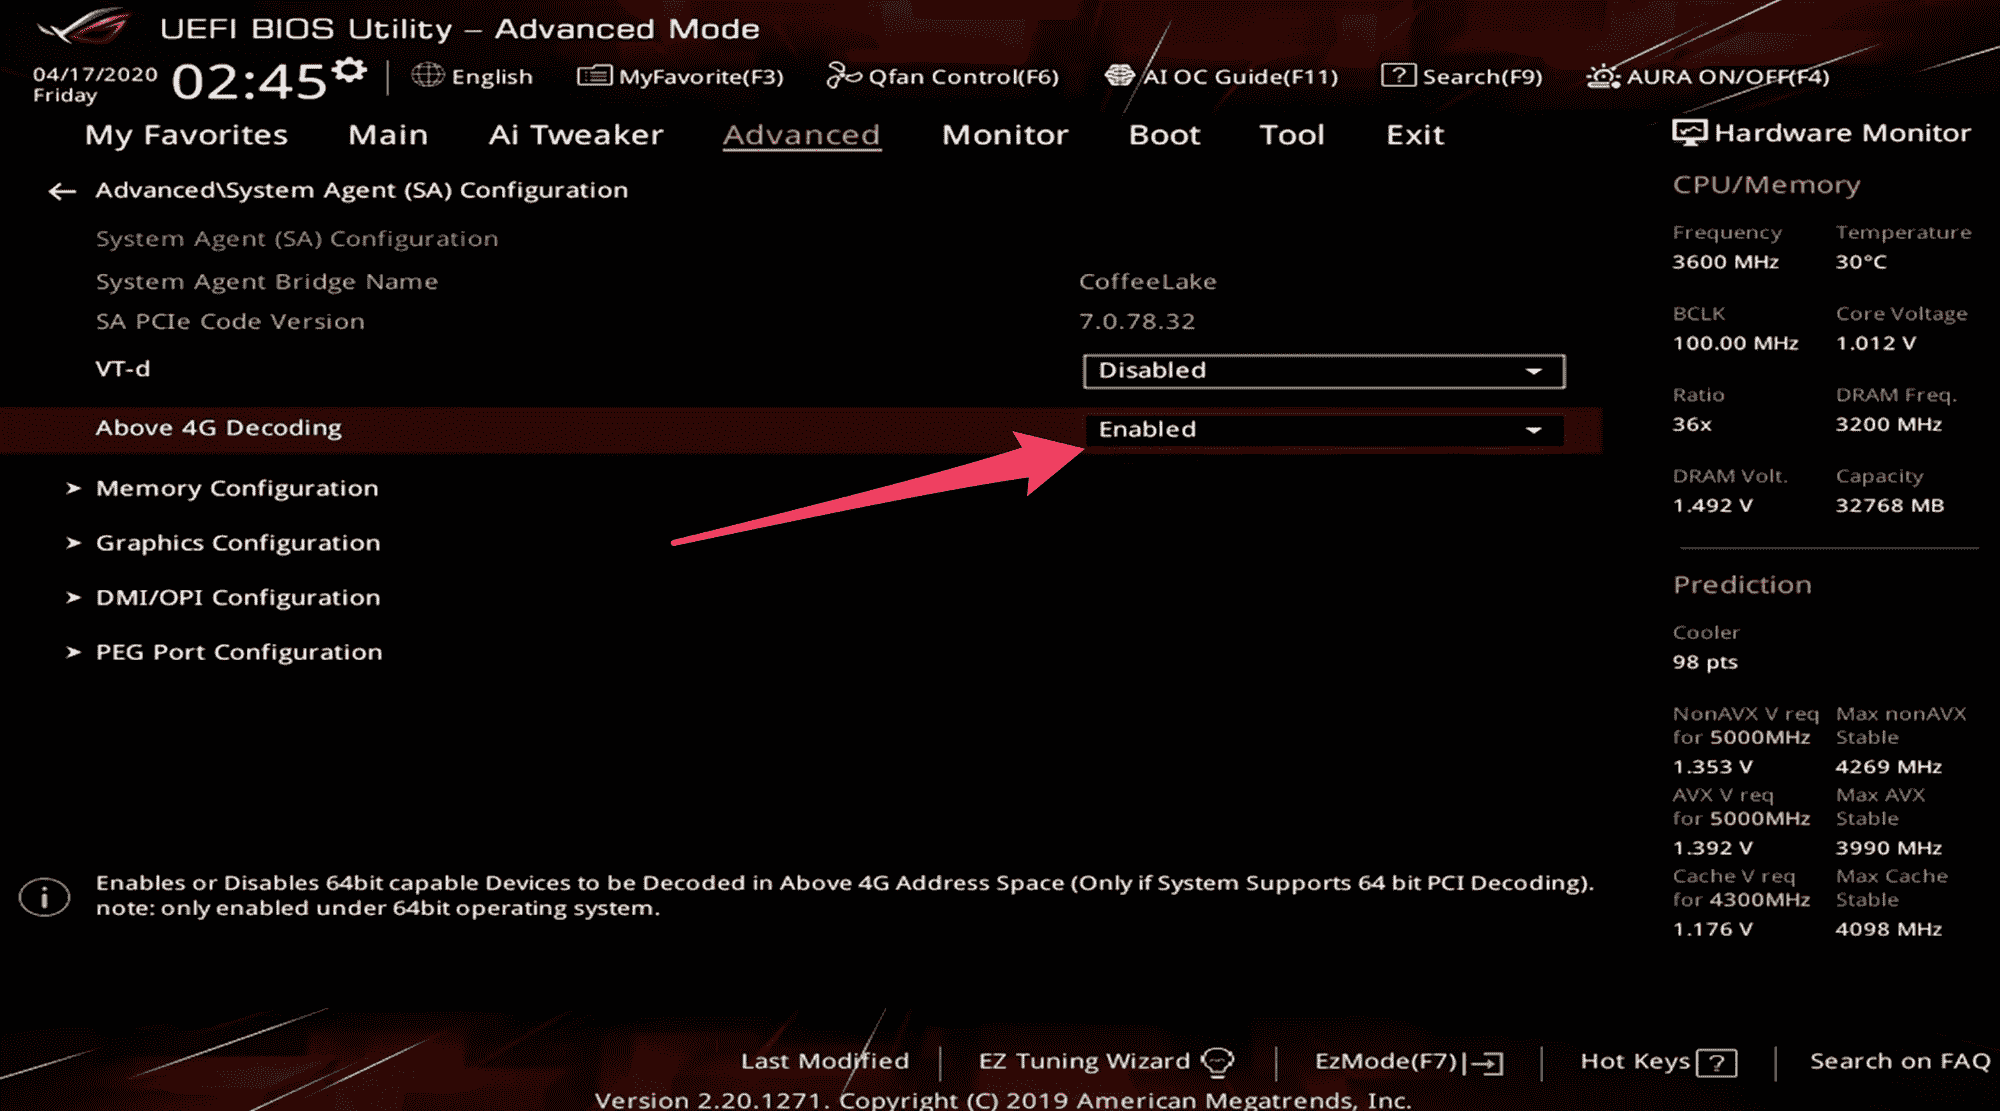 UEFI BIOS Utility – Advanced Mode
04/17/2020
Friday
02:45
English
MyFavorite(F3)
Qfan Control(F6)
AI OC Guide(F11)
? Search(F9)
AURA ON/OFF(F4)
My Favorites
Main
Ai Tweaker
Advanced
Monitor
Boot
Tool
Exit
Advanced\System Agent (SA) Configuration
System Agent (SA) Configuration
System Agent Bridge Name CoffeeLake
SA PCIe Code Version 7.0.78.32
VT-d Disabled
Above 4G Decoding Enabled
Memory Configuration
Graphics Configuration
DMI/OPI Configuration
PEG Port Configuration
i
Enables or Disables 64bit capable Devices to be Decoded in Above 4G Address Space (Only if System Supports 64 bit PCI Decoding).
note: only enabled under 64bit operating system.
Hardware Monitor
CPU/Memory
Frequency Temperature
3600 MHz 30°C
BCLK Core Voltage
100.00 MHz 1.012 V
Ratio DRAM Freq.
36x 3200 MHz
DRAM Volt. Capacity
1.492 V 32768 MB
Prediction
Cooler
98 pts
NonAVX V req Max nonAVX
for 5000MHz Stable
1.353 V 4269 MHz
AVX V req Max AVX
for 5000MHz Stable
1.392 V 3990 MHz
Cache V req Max Cache
for 4300MHz Stable
1.176 V 4098 MHz
Last Modified
EZ Tuning Wizard
EzMode(F7)
Hot Keys ?
Search on FAQ
Version 2.20.1271. Copyright (C) 2019 American Megatrends, Inc.